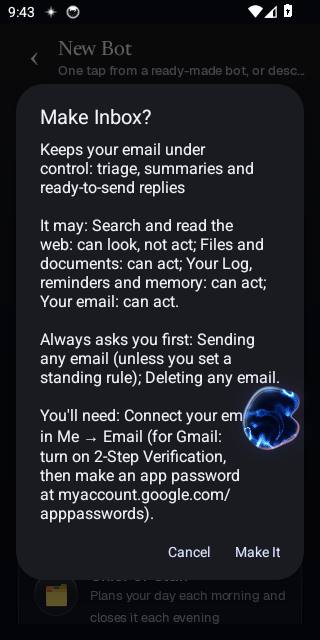 9:43
New Bot
One tap from a ready-made bot, or desc...
Make Inbox?
Keeps your email under
control: triage, summaries and
ready-to-send replies
It may: Search and read the
web: can look, not act; Files and
documents: can act; Your Log,
reminders and memory: can act;
Your email: can act.
Always asks you first: Sending
any email (unless you set a
standing rule); Deleting any email.
You'll need: Connect your em
in Me → Email (for Gmail:
turn on 2-Step Verification,
then make an app password
at myaccount.google.com/
apppasswords).
Cancel Make It
Plans your day each morning and
closes it each evening